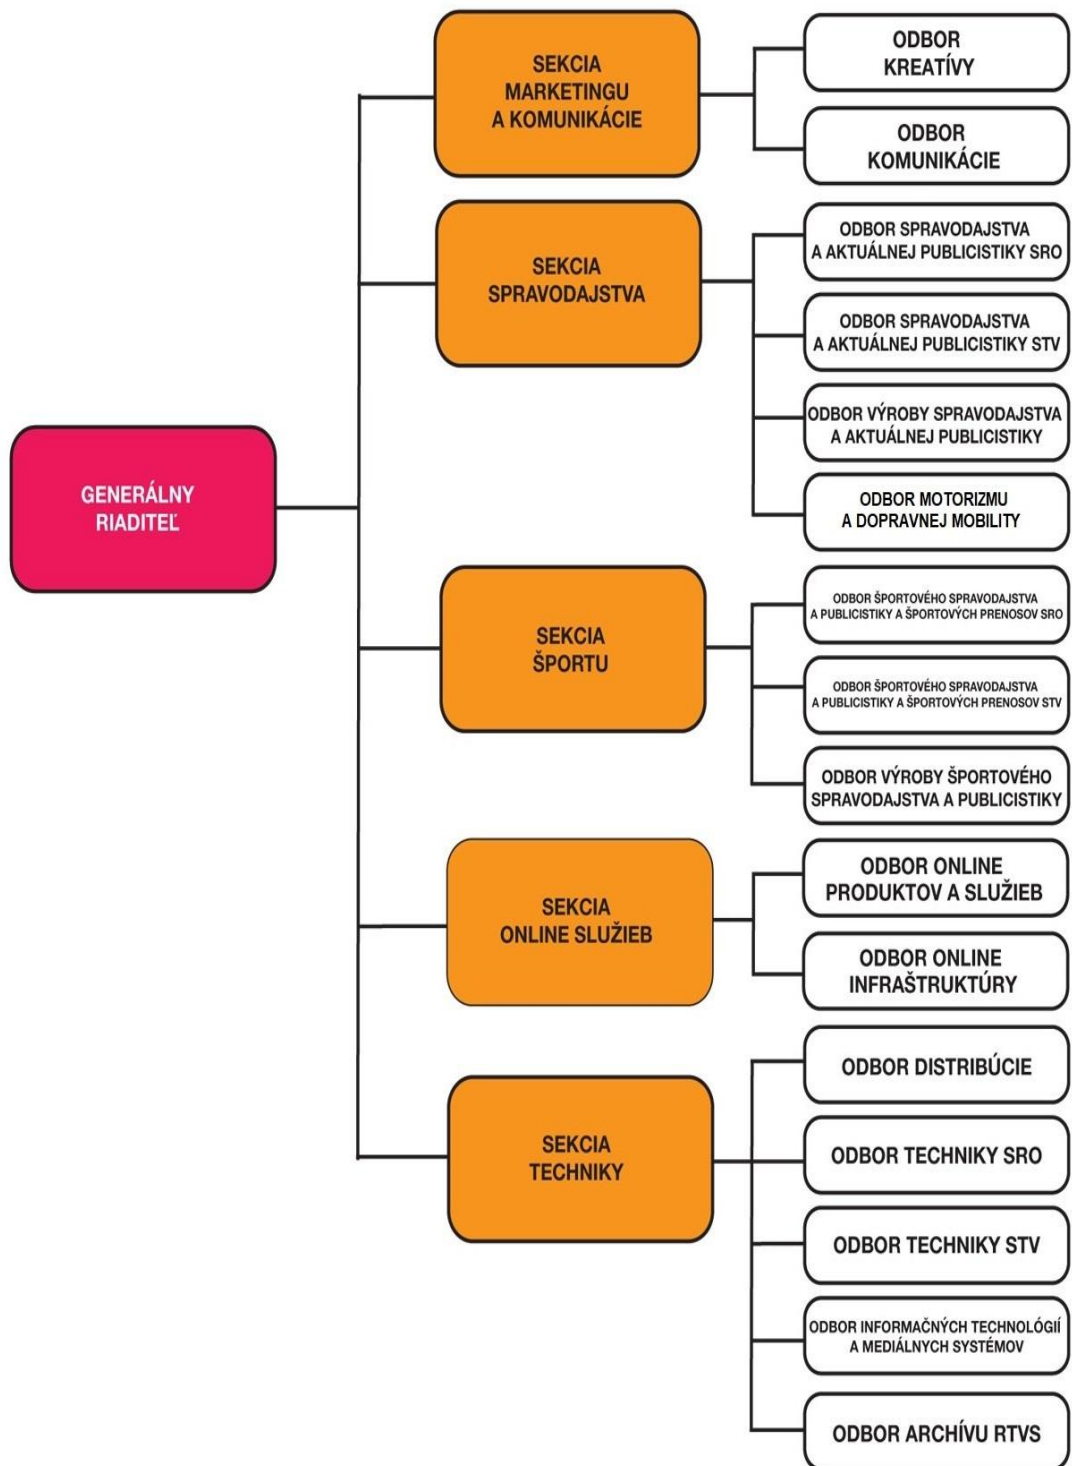 GENERÁLNY
RIADITEĽ
SEKCIA
MARKETINGU
A KOMUNIKÁCIE
ODBOR
KREATÍVY
ODBOR
KOMUNIKÁCIE
SEKCIA
SPRAVODAJSTVA
ODBOR SPRAVODAJSTVA
A AKTUÁLNEJ PUBLICISTIKY SRO
ODBOR SPRAVODAJSTVA
A AKTUÁLNEJ PUBLICISTIKY STV
ODBOR VÝROBY SPRAVODAJSTVA
A AKTUÁLNEJ PUBLICISTIKY
ODBOR MOTORIZMU
A DOPRAVNEJ MOBILITY
SEKCIA
ŠPORTU
ODBOR ŠPORTOVÉHO SPRAVODAJSTVA
A PUBLICISTIKY A ŠPORTOVÝCH PRENOSOV SRO
ODBOR ŠPORTOVÉHO SPRAVODAJSTVA
A PUBLICISTIKY A ŠPORTOVÝCH PRENOSOV STV
ODBOR VÝROBY ŠPORTOVÉHO
SPRAVODAJSTVA A PUBLICISTIKY
SEKCIA
ONLINE SLUŽIEB
ODBOR ONLINE
PRODUKTOV A SLUŽIEB
ODBOR ONLINE
INFRAŠTRUKTÚRY
SEKCIA
TECHNIKY
ODBOR DISTRIBÚCIE
ODBOR TECHNIKY SRO
ODBOR TECHNIKY STV
ODBOR INFORMAČNÝCH TECHNOLÓGIÍ
A MEDIÁLNYCH SYSTÉMOV
ODBOR ARCHÍVU RTVS